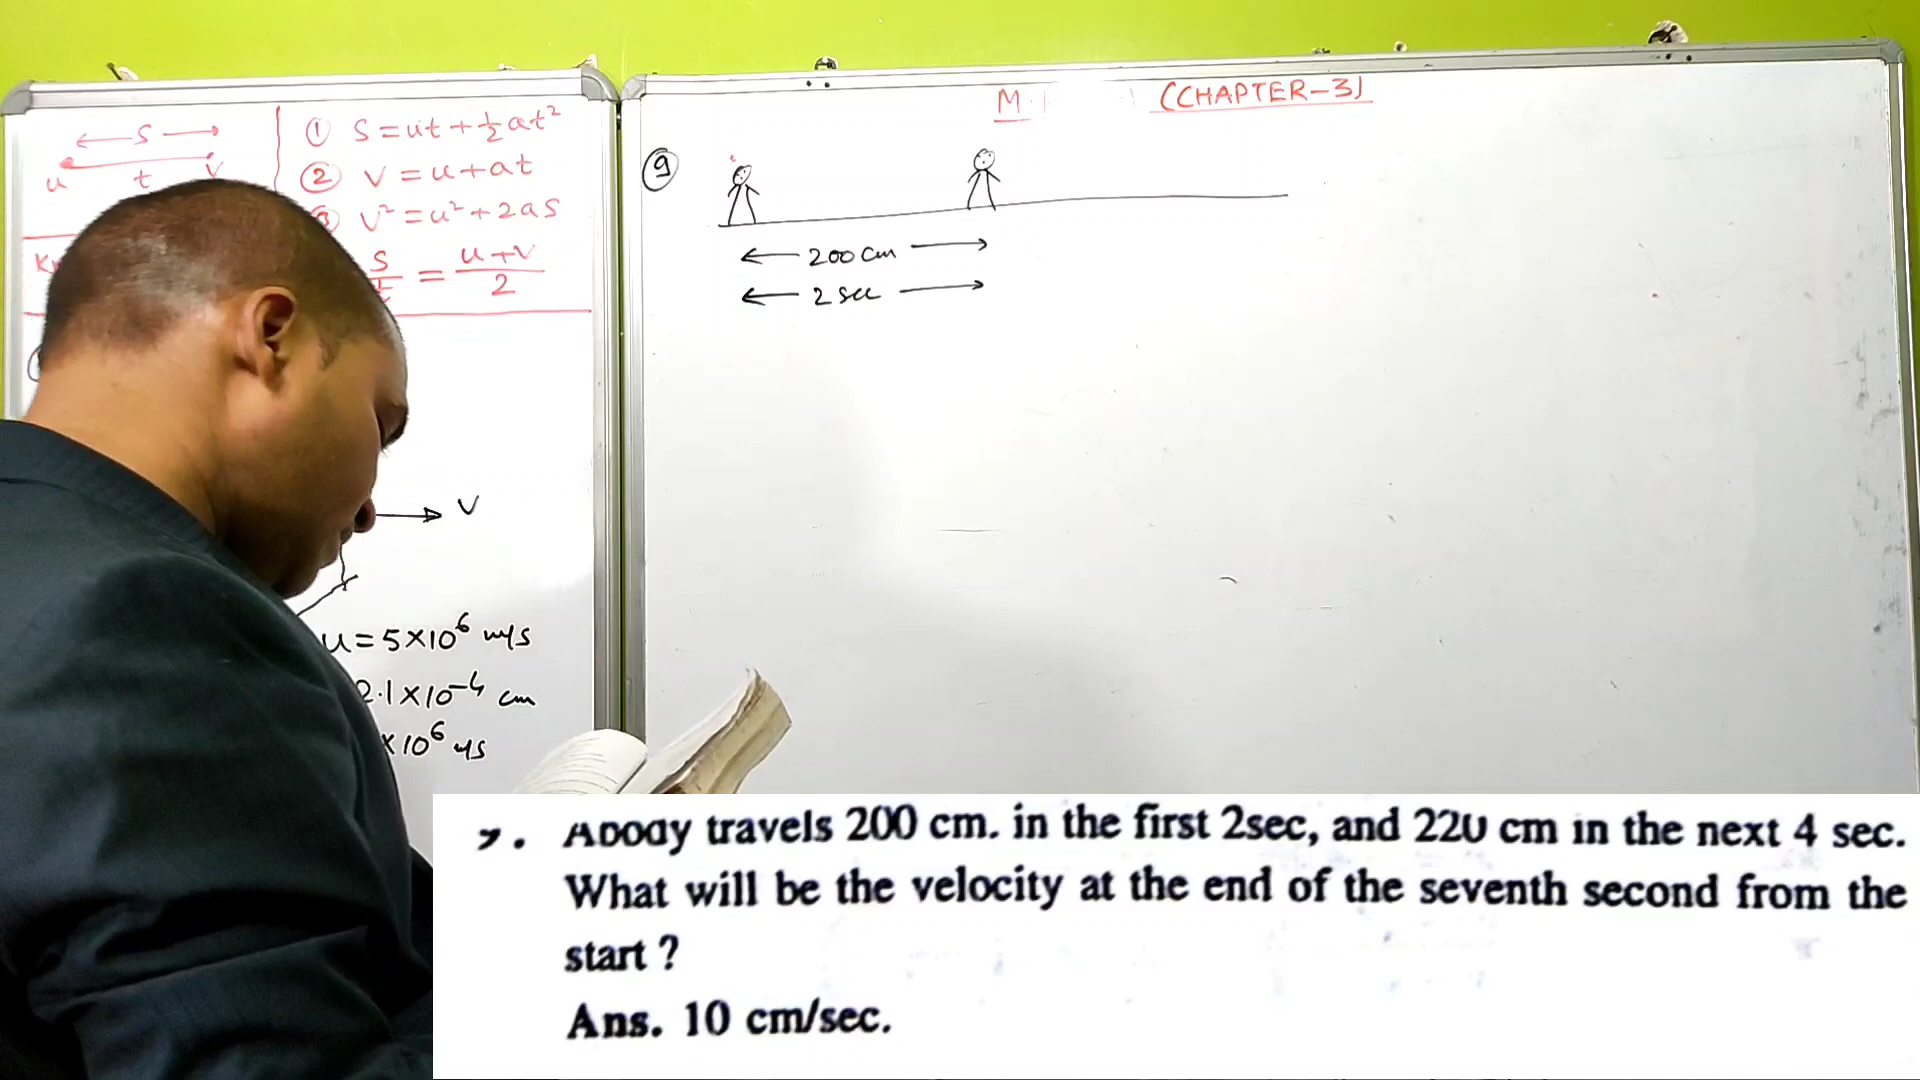 S
u t V
① S = ut + ½at²
② V = u + at
V² = u² + 2as
S/t = (u+V)/2
V
u = 5×10⁶ m/s
2.1×10⁻⁴ cm
×10⁶ m/s
M.
(CHAPTER-3)
⑨
200 cm
2 sec
Abody travels 200 cm. in the first 2sec, and 220 cm in the next 4 sec.
What will be the velocity at the end of the seventh second from the
start ?
Ans. 10 cm/sec.